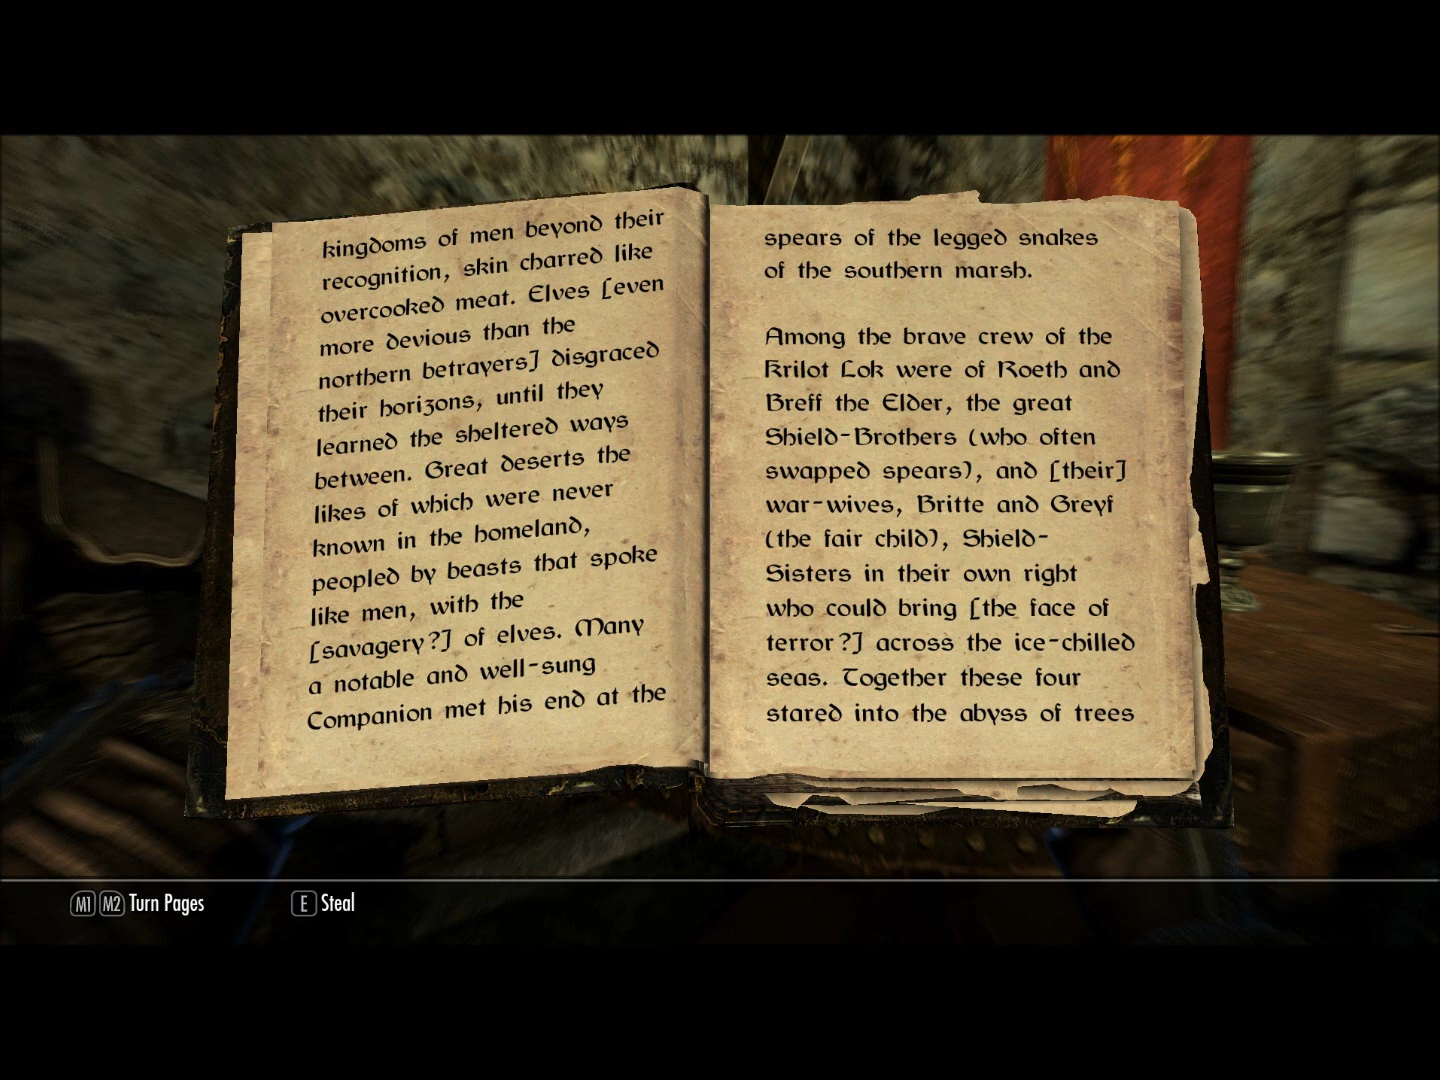 kingdoms of men beyond their
recognition, skin charred like
overcooked meat. Elves [even
more devious than the
northern betrayers] disgraced
their horizons, until they
learned the sheltered ways
between. Great deserts the
likes of which were never
known in the homeland,
peopled by beasts that spoke
like men, with the
[savagery?] of elves. Many
a notable and well-sung
Companion met his end at the
spears of the legged snakes
of the southern marsh.
Among the brave crew of the
Krilot Lok were of Roeth and
Breff the Elder, the great
Shield-Brothers (who often
swapped spears), and [their]
war-wives, Britte and Greyf
(the fair child), Shield-
Sisters in their own right
who could bring [the face of
terror?] across the ice-chilled
seas. Together these four
stared into the abyss of trees
M1 M2 Turn Pages
E Steal